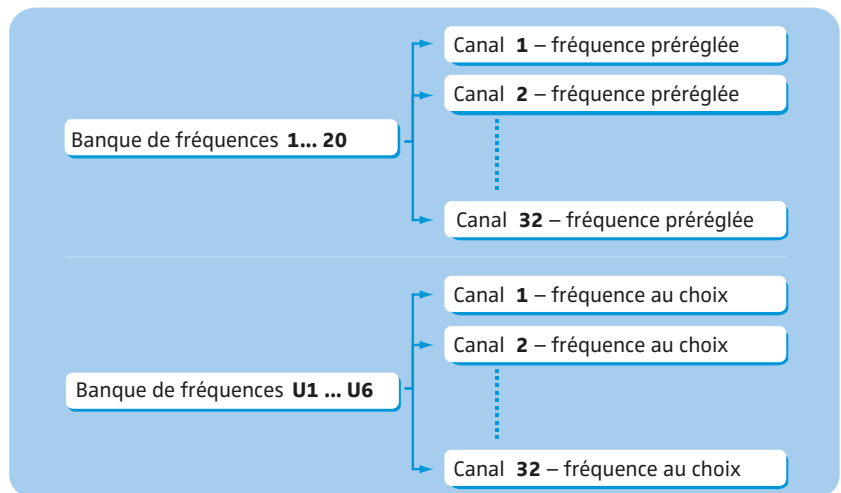 Canal 1 – fréquence préréglée
Canal 2 – fréquence préréglée
Banque de fréquences 1... 20
Canal 32 – fréquence préréglée
Canal 1 – fréquence au choix
Canal 2 – fréquence au choix
Banque de fréquences U1 ... U6
Canal 32 – fréquence au choix